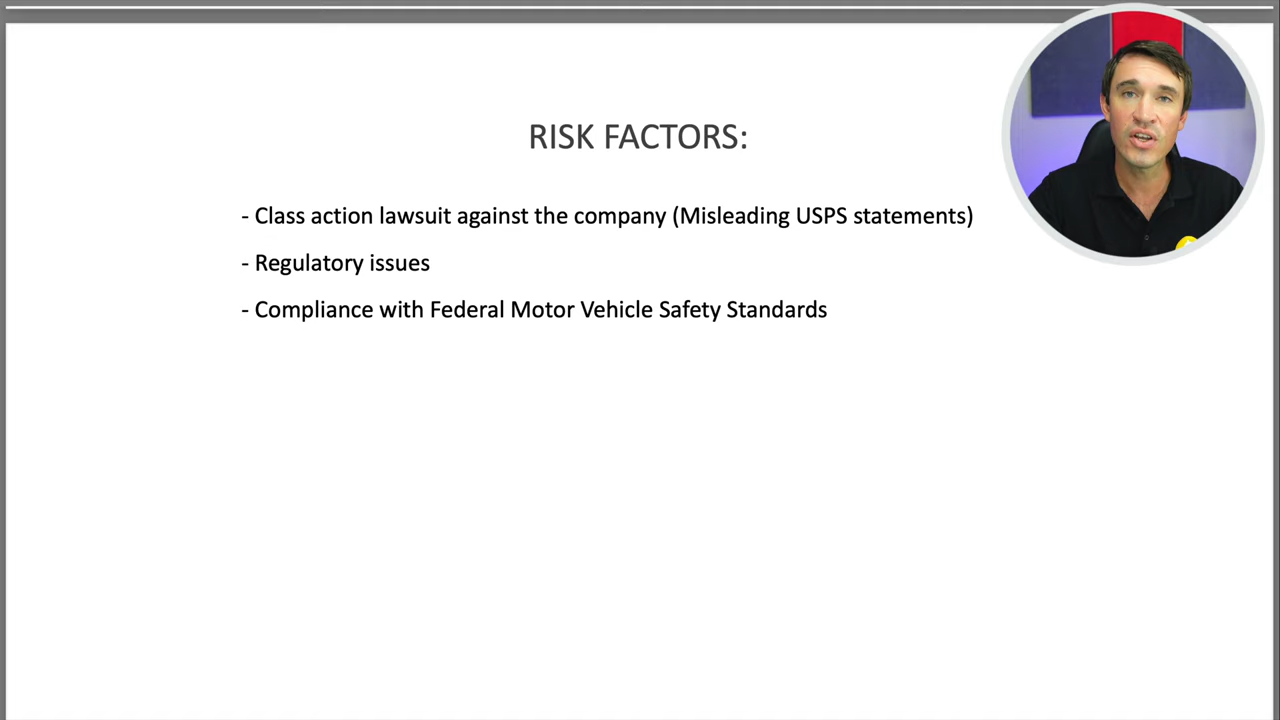 RISK FACTORS:
- Class action lawsuit against the company (Misleading USPS statements)
- Regulatory issues
- Compliance with Federal Motor Vehicle Safety Standards